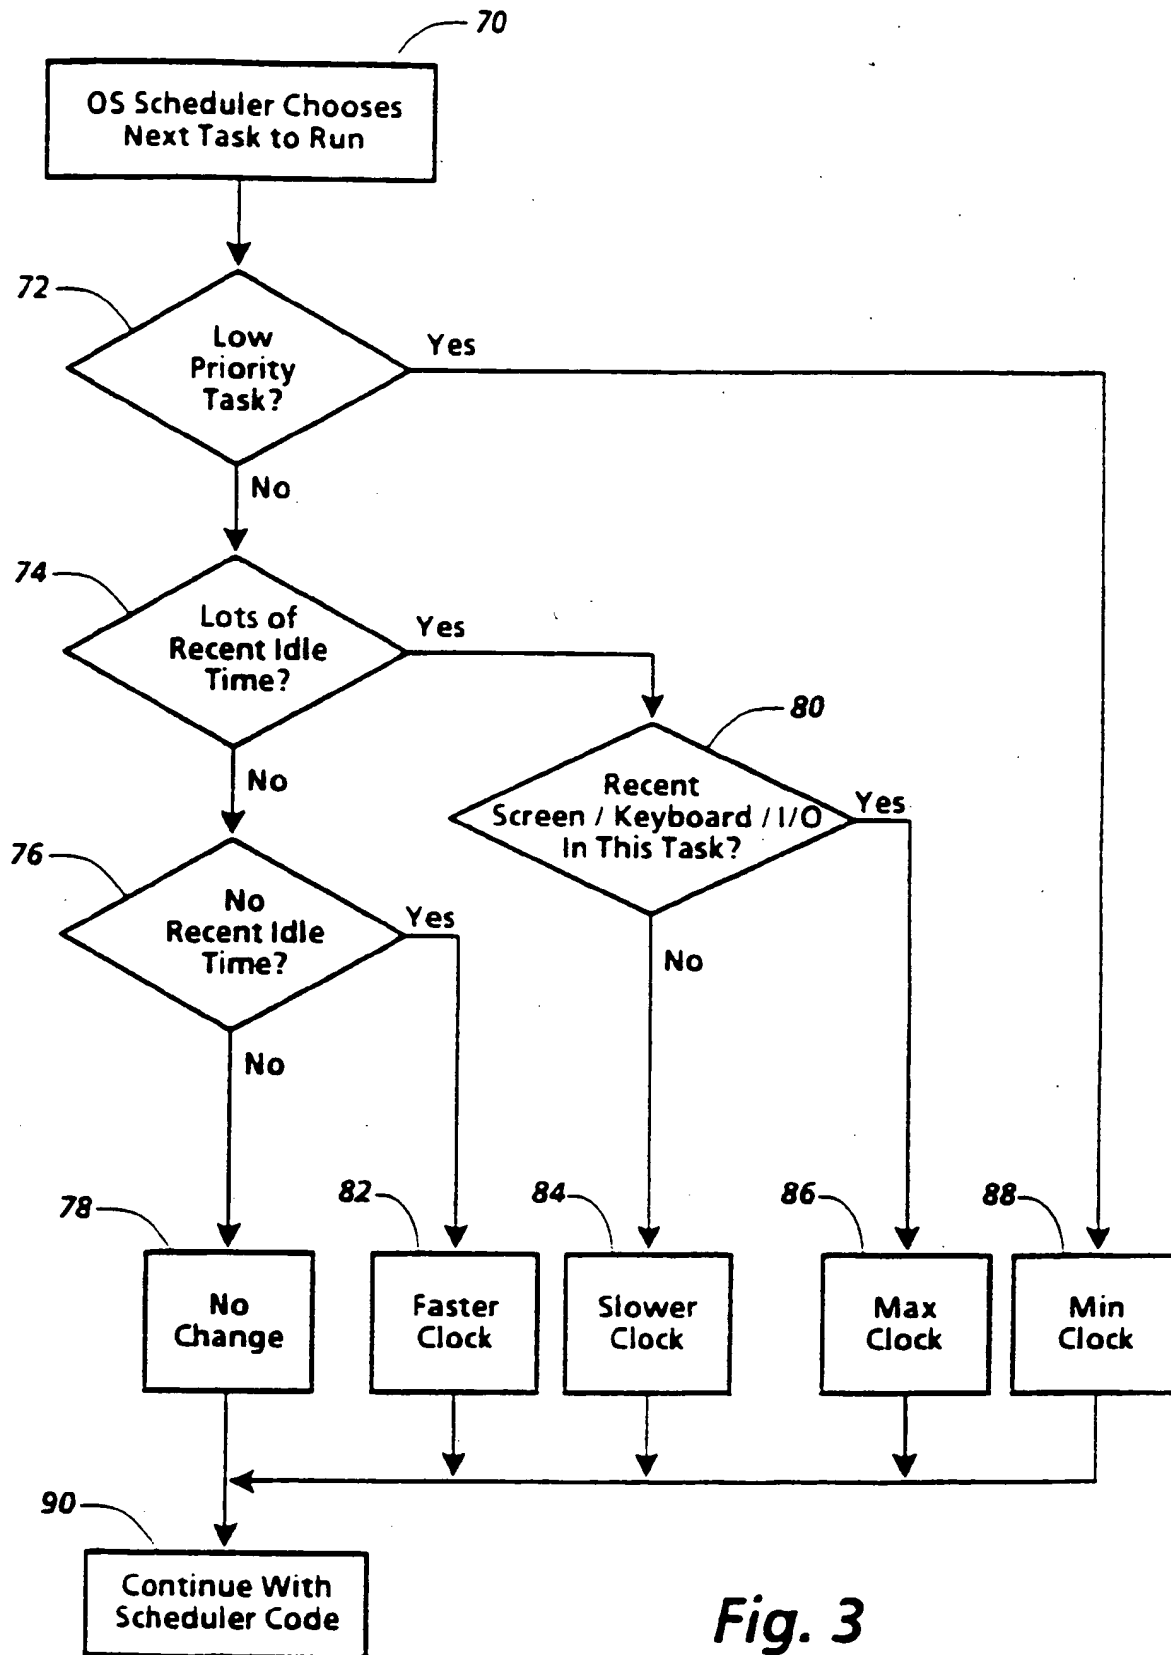 70
OS Scheduler Chooses
Next Task to Run
72
Low
Priority
Task?
Yes
No
74
Lots of
Recent Idle
Time?
Yes
No
80
Recent
Screen / Keyboard / I/O
In This Task?
Yes
No
76
No
Recent Idle
Time?
Yes
No
78
No
Change
82
Faster
Clock
84
Slower
Clock
86
Max
Clock
88
Min
Clock
90
Continue With
Scheduler Code
Fig. 3